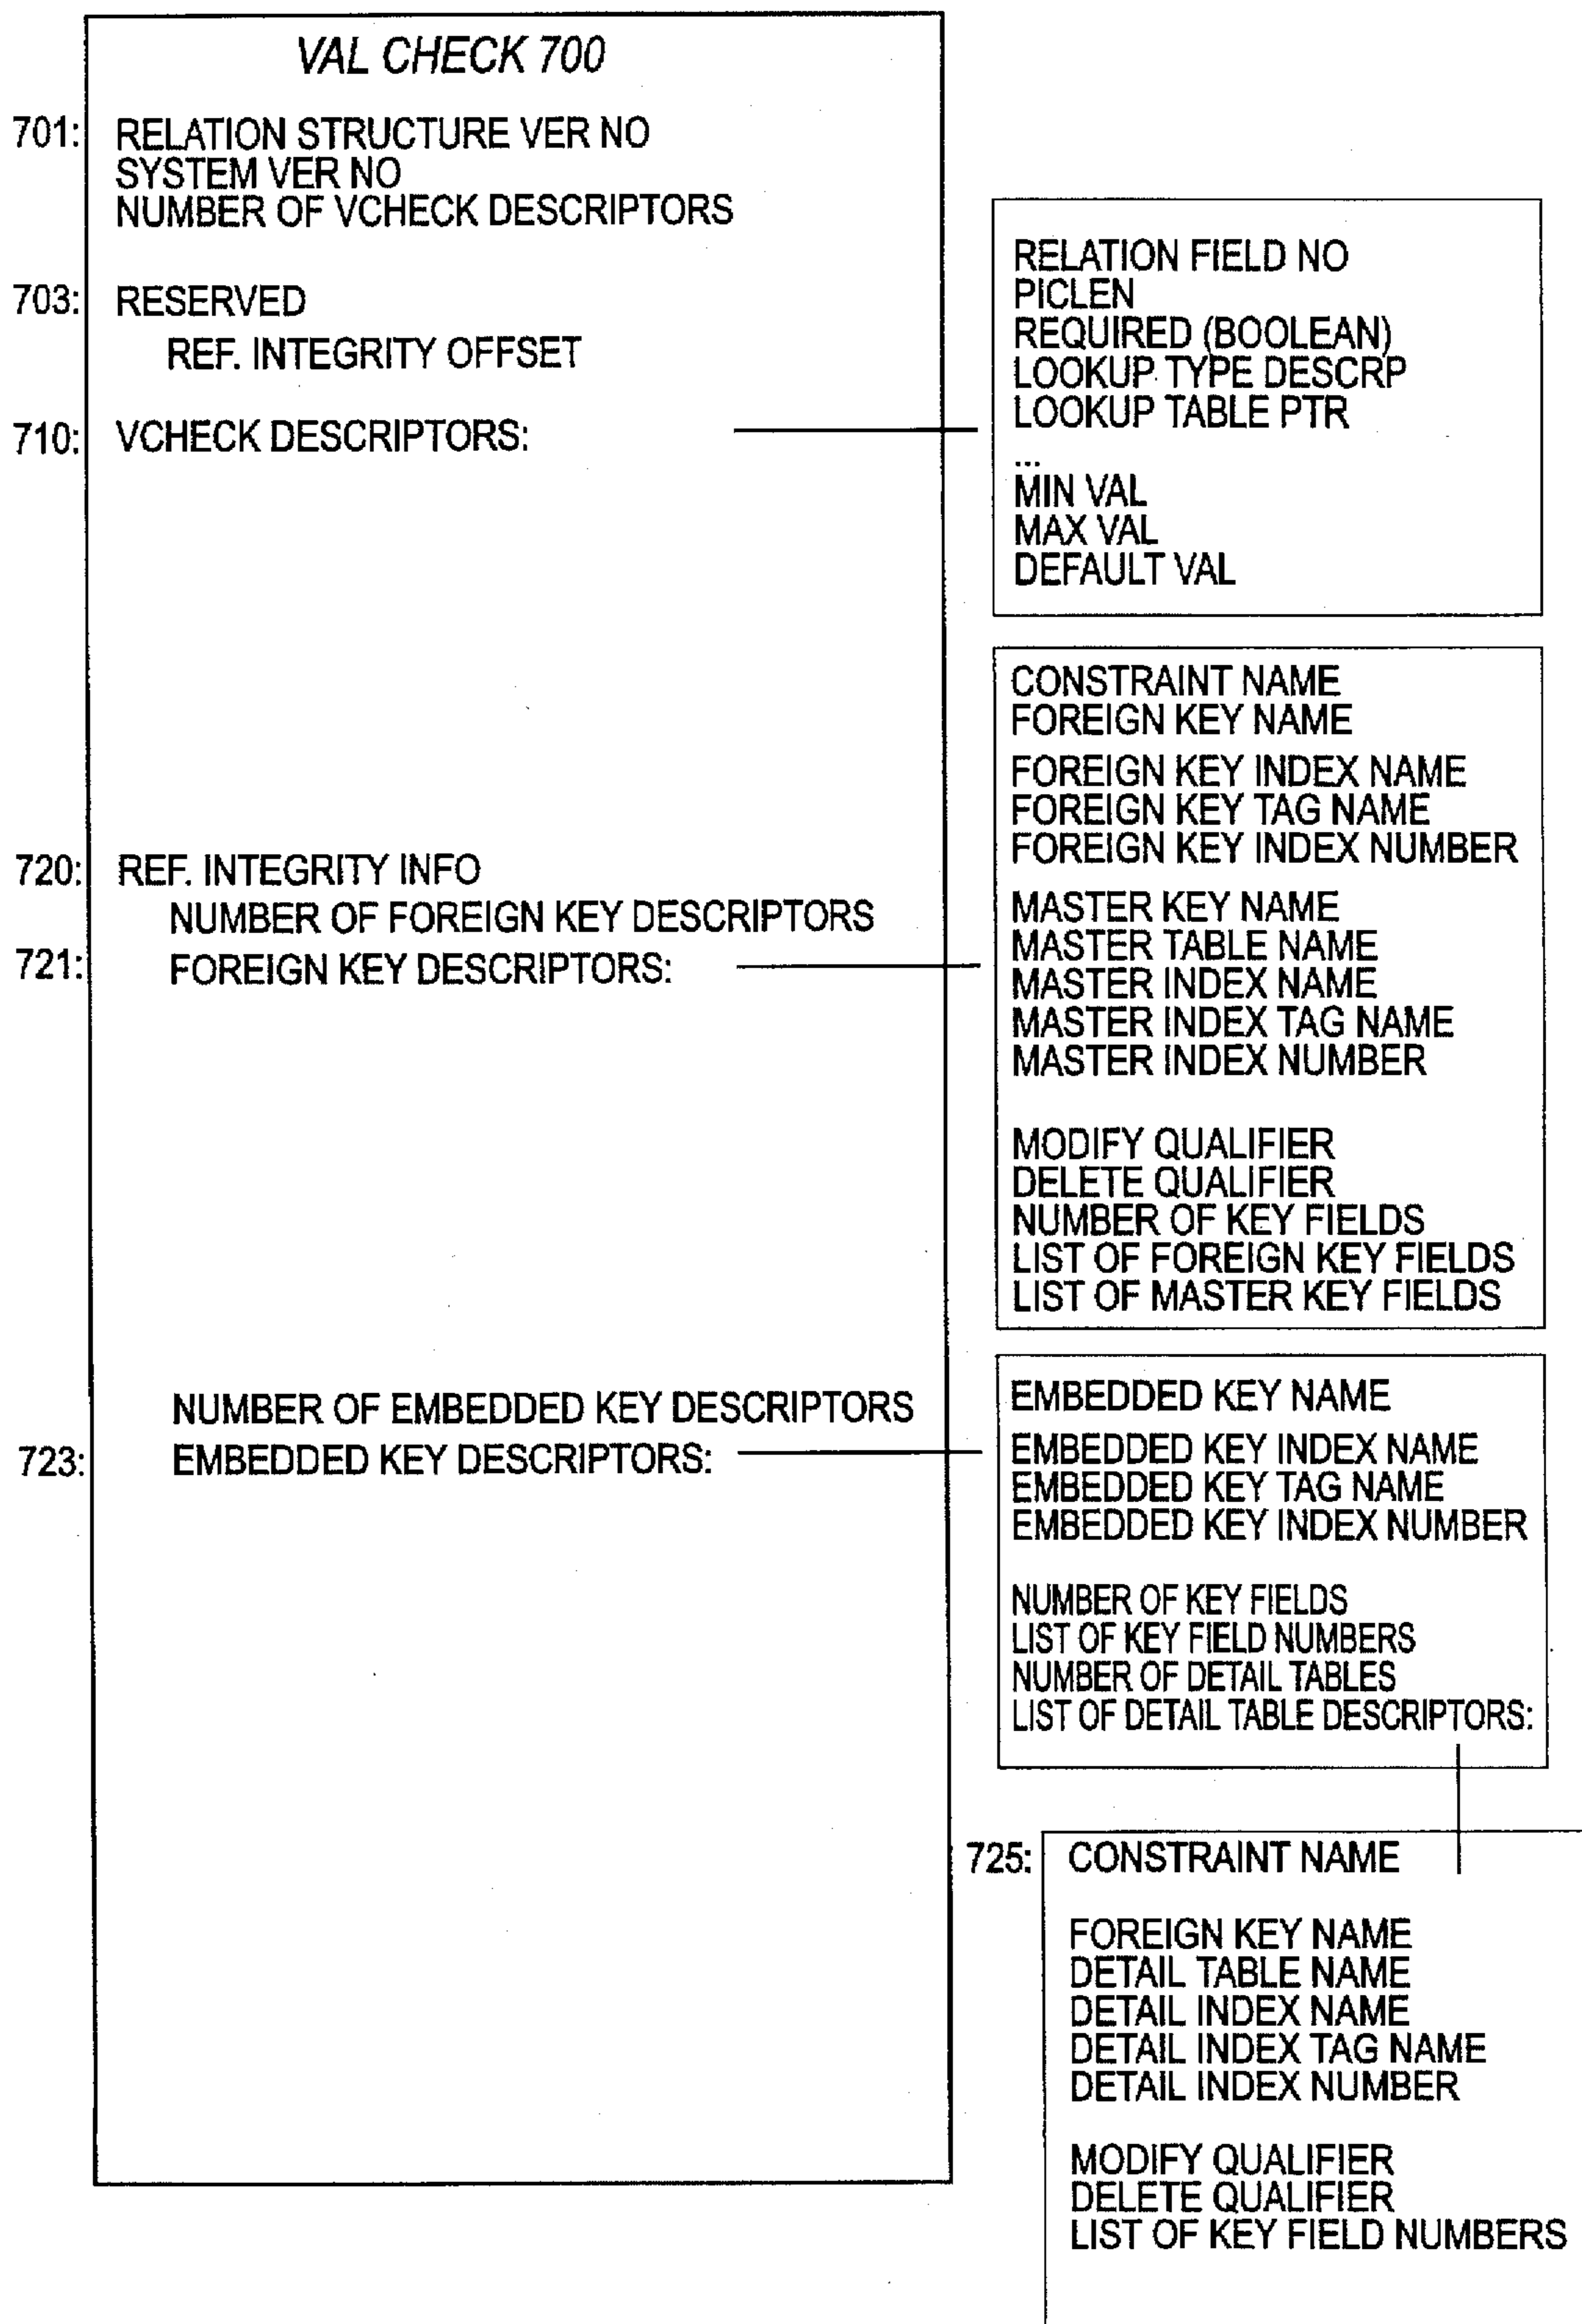 VAL CHECK 700
701: RELATION STRUCTURE VER NO
SYSTEM VER NO
NUMBER OF VCHECK DESCRIPTORS
703: RESERVED
REF. INTEGRITY OFFSET
710: VCHECK DESCRIPTORS:
RELATION FIELD NO
PICLEN
REQUIRED (BOOLEAN)
LOOKUP TYPE DESCRP
LOOKUP TABLE PTR
...
MIN VAL
MAX VAL
DEFAULT VAL
720: REF. INTEGRITY INFO
NUMBER OF FOREIGN KEY DESCRIPTORS
721: FOREIGN KEY DESCRIPTORS:
CONSTRAINT NAME
FOREIGN KEY NAME
FOREIGN KEY INDEX NAME
FOREIGN KEY TAG NAME
FOREIGN KEY INDEX NUMBER
MASTER KEY NAME
MASTER TABLE NAME
MASTER INDEX NAME
MASTER INDEX TAG NAME
MASTER INDEX NUMBER
MODIFY QUALIFIER
DELETE QUALIFIER
NUMBER OF KEY FIELDS
LIST OF FOREIGN KEY FIELDS
LIST OF MASTER KEY FIELDS
NUMBER OF EMBEDDED KEY DESCRIPTORS
723: EMBEDDED KEY DESCRIPTORS:
EMBEDDED KEY NAME
EMBEDDED KEY INDEX NAME
EMBEDDED KEY TAG NAME
EMBEDDED KEY INDEX NUMBER
NUMBER OF KEY FIELDS
LIST OF KEY FIELD NUMBERS
NUMBER OF DETAIL TABLES
LIST OF DETAIL TABLE DESCRIPTORS:
725: CONSTRAINT NAME
FOREIGN KEY NAME
DETAIL TABLE NAME
DETAIL INDEX NAME
DETAIL INDEX TAG NAME
DETAIL INDEX NUMBER
MODIFY QUALIFIER
DELETE QUALIFIER
LIST OF KEY FIELD NUMBERS